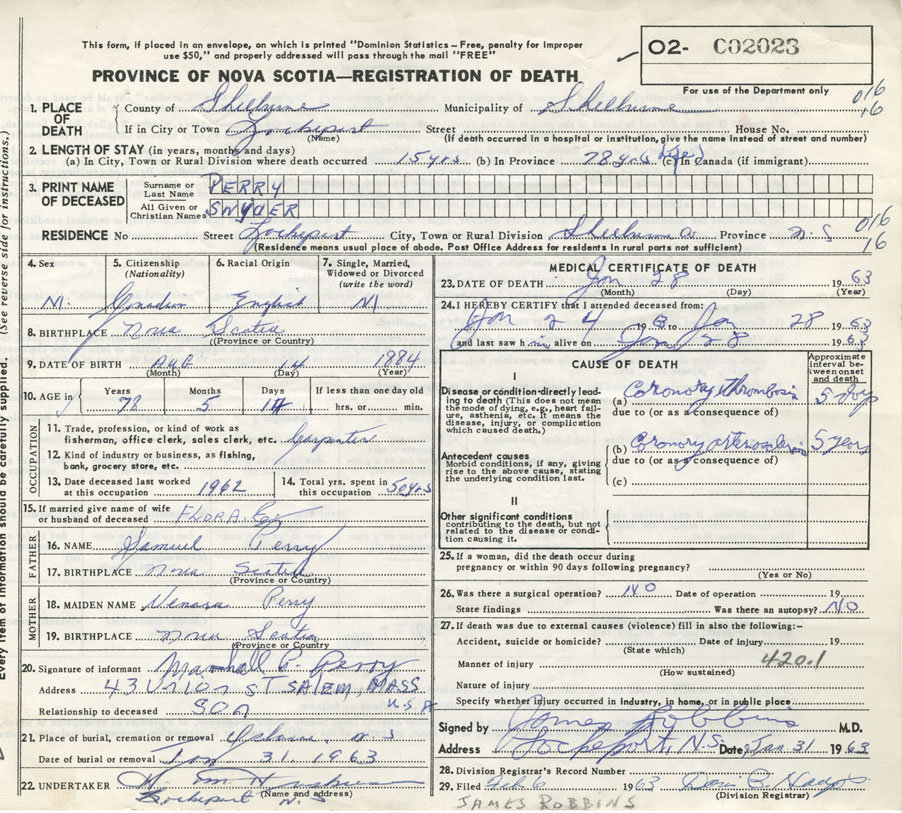 This form, if placed in an envelope, on which is printed "Dominion Statistics—Free, penalty for improper
use $50," and properly addressed will pass through the mail "FREE"
O2- C02023
For use of the Department only
PROVINCE OF NOVA SCOTIA—REGISTRATION OF DEATH
016
16
1. PLACE OF DEATH
County of Shelburne Municipality of Shelburne
If in City or Town Lockeport Street House No.
(Name) (If death occurred in a hospital or institution, give the name instead of street and number)
2. LENGTH OF STAY (in years, months and days)
(a) In City, Town or Rural Division where death occurred 15 yrs (b) In Province 78 yrs (life) (c) In Canada (if immigrant)
3. PRINT NAME OF DECEASED
Surname or Last Name PERRY
All Given or Christian Names SNYDER
016
16
RESIDENCE No Street Lockeport City, Town or Rural Division Shelburne Province N S
(Residence means usual place of abode. Post Office Address for residents in rural parts not sufficient)
4. Sex M.
5. Citizenship (Nationality) Canadian
6. Racial Origin English
7. Single, Married, Widowed or Divorced (write the word) M
8. BIRTHPLACE Nova Scotia
(Province or Country)
9. DATE OF BIRTH AUG 14 1884
(Month) (Day) (Year)
10. AGE in Years 78 Months 5 Days 14 If less than one day old hrs. or min.
OCCUPATION
11. Trade, profession, or kind of work as fisherman, office clerk, sales clerk, etc. Carpenter
12. Kind of industry or business, as fishing, bank, grocery store, etc.
13. Date deceased last worked at this occupation 1962
14. Total yrs. spent in this occupation 50 yrs
15. If married give name of wife or husband of deceased FLORA
FATHER
16. NAME Samuel Perry
17. BIRTHPLACE Nova Scotia
(Province or Country)
MOTHER
18. MAIDEN NAME Perry
19. BIRTHPLACE Nova Scotia
(Province or Country)
20. Signature of informant Marshall Perry
Address 43 Union ST SALEM, MASS
USA
Relationship to deceased SON
21. Place of burial, cremation or removal N S
Date of burial or removal Jan 31. 1963
22. UNDERTAKER
(Name and address)
Lockeport N. S
MEDICAL CERTIFICATE OF DEATH
23. DATE OF DEATH Jan 28 1963
(Month) (Day) (Year)
24. I HEREBY CERTIFY that I attended deceased from:
Jan 24 1963 to Jan 28 1963
and last saw him alive on Jan 28 1963
CAUSE OF DEATH
Approximate interval between onset and death
I
Disease or condition directly leading to death (This does not mean the mode of dying, e.g., heart failure, asthenia, etc. It means the disease, injury, or complication which caused death.)
(a) Coronary thrombosis 5 days
due to (or as a consequence of)
Antecedent causes
Morbid conditions, if any, giving rise to the above cause, stating the underlying condition last.
(b) Coronary 5 years
due to (or as a consequence of)
(c)
II
Other significant conditions
contributing to the death, but not related to the disease or condition causing it.
25. If a woman, did the death occur during
pregnancy or within 90 days following pregnancy?
(Yes or No)
26. Was there a surgical operation? NO Date of operation 19
State findings Was there an autopsy? NO
27. If death was due to external causes (violence) fill in also the following:-
Accident, suicide or homicide? Date of injury 19
(State which)
420.1
Manner of injury
(How sustained)
Nature of injury
Specify whether injury occurred in industry, in home, or in public place
Signed by James Robbins M.D.
Address Lockeport, N.S. Date Jan 31 1963
28. Division Registrar's Record Number
29. Filed Feb 6 1963
(Division Registrar)
JAMES ROBBINS
Every item of information should be carefully supplied. (See reverse side for instructions.)